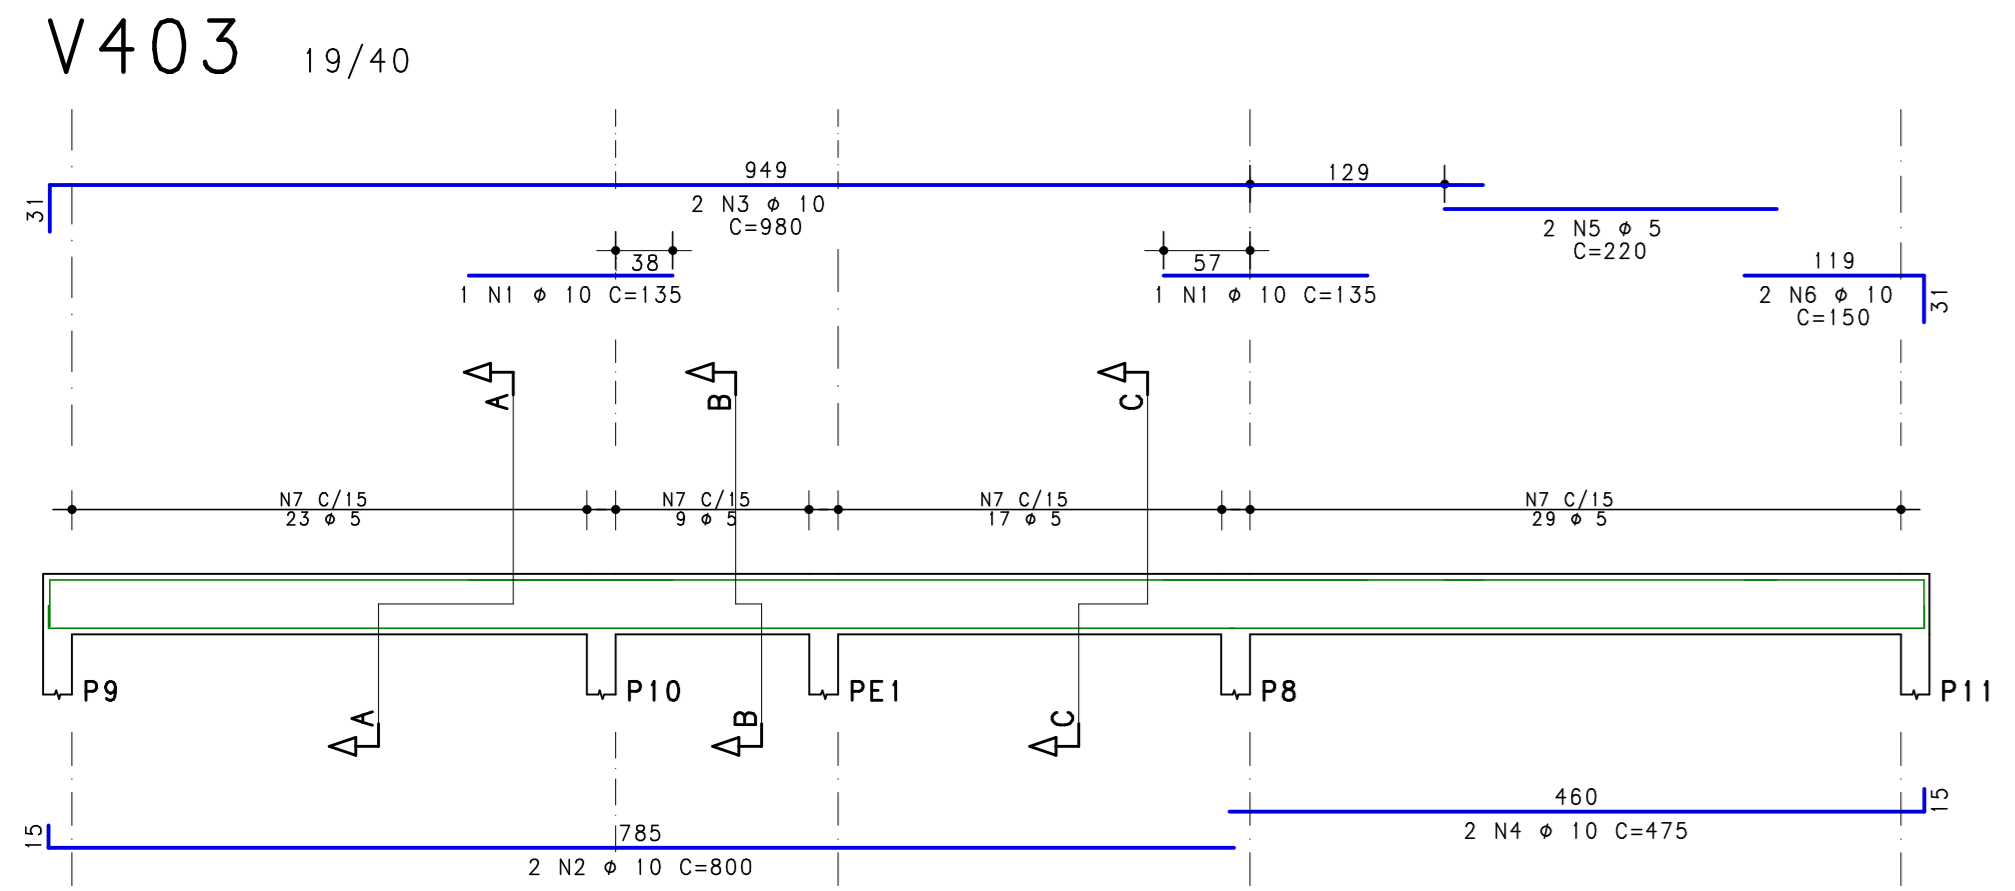 V403 19/40
949
129
31
2 N3 ø 10
C=980
2 N5 ø 5
C=220
38
57
119
1 N1 ø 10 C=135
1 N1 ø 10 C=135
2 N6 ø 10
C=150
31
A
B
C
N7 C/15
23 ø 5
N7 C/15
9 ø 5
N7 C/15
17 ø 5
N7 C/15
29 ø 5
P9
P10
PE1
P8
P11
A
B
C
460
15
2 N4 ø 10 C=475
785
15
2 N2 ø 10 C=800